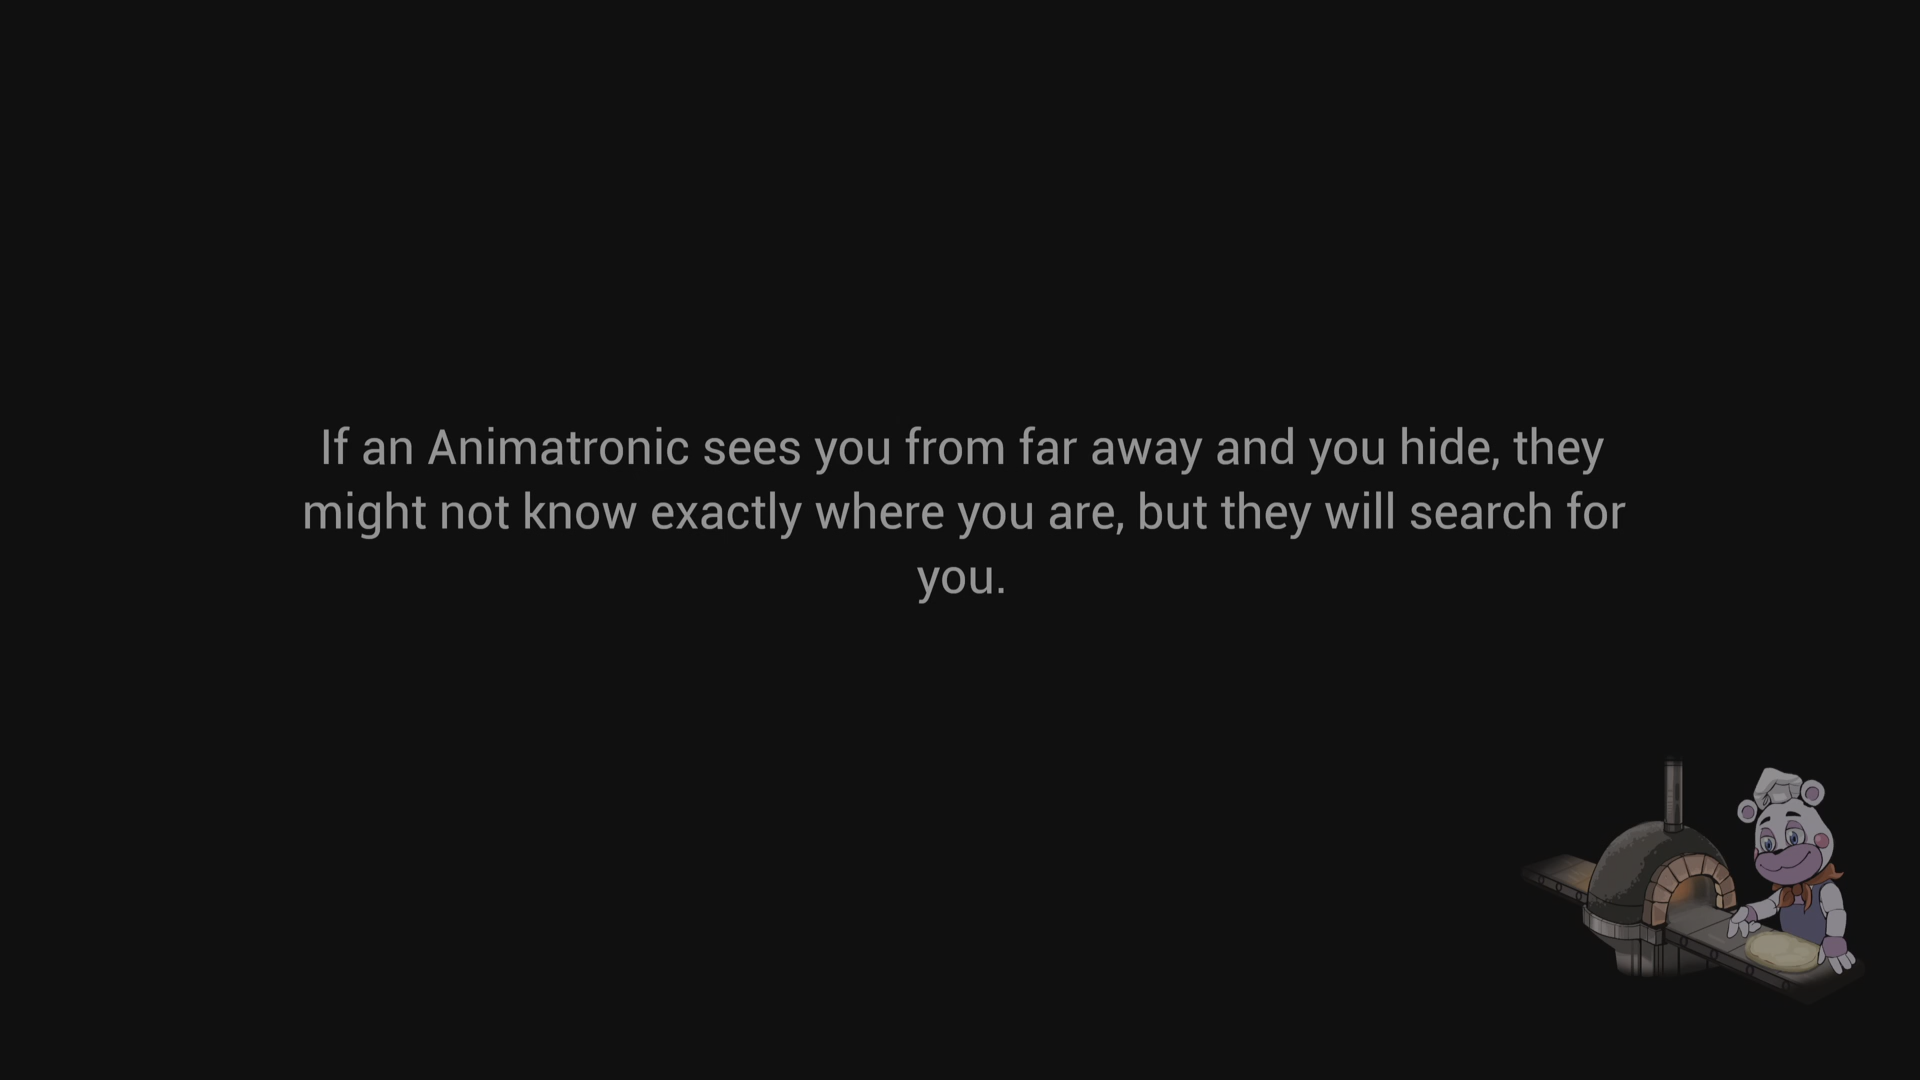 If an Animatronic sees you from far away and you hide, they
might not know exactly where you are, but they will search for
you.